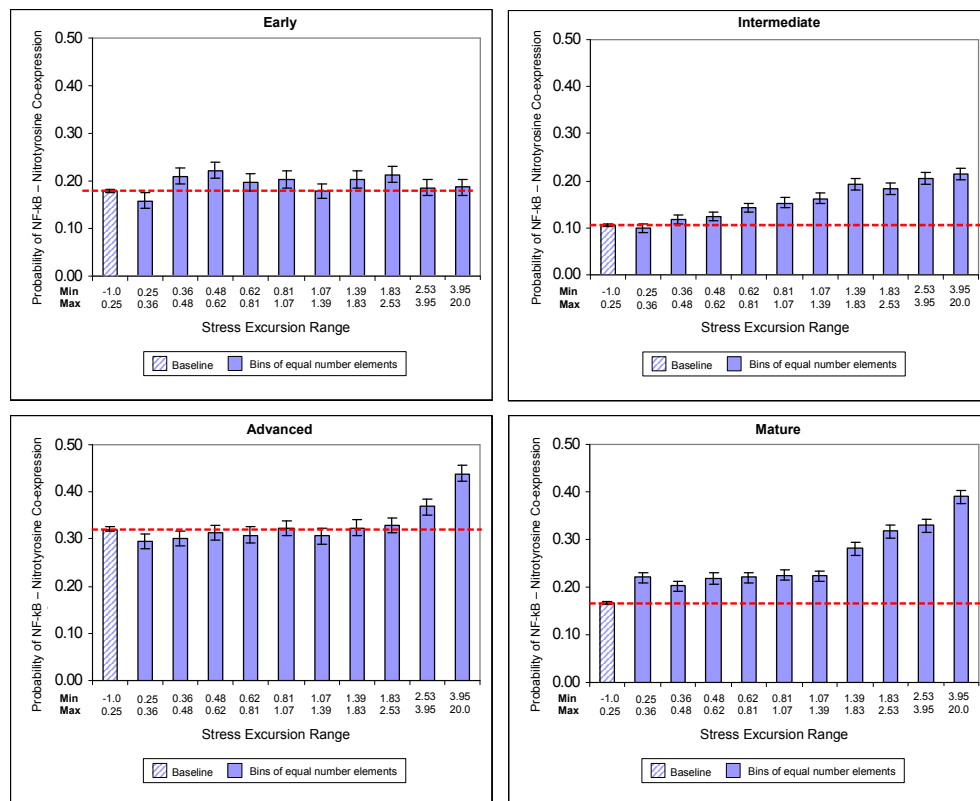 Early
Probability of NF-kB – Nitrotyrosine Co-expression
0.50
0.40
0.30
0.20
0.10
0.00
Min -1.0 0.25 0.36 0.48 0.62 0.81 1.07 1.39 1.83 2.53 3.95
Max 0.25 0.36 0.48 0.62 0.81 1.07 1.39 1.83 2.53 3.95 20.0
Stress Excursion Range
Baseline Bins of equal number elements
Intermediate
Probability of NF-kB – Nitrotyrosine Co-expression
0.50
0.40
0.30
0.20
0.10
0.00
Min -1.0 0.25 0.36 0.48 0.62 0.81 1.07 1.39 1.83 2.53 3.95
Max 0.25 0.36 0.48 0.62 0.81 1.07 1.39 1.83 2.53 3.95 20.0
Stress Excursion Range
Baseline Bins of equal number elements
Advanced
Probability of NF-kB – Nitrotyrosine Co-expression
0.50
0.40
0.30
0.20
0.10
0.00
Min -1.0 0.25 0.36 0.48 0.62 0.81 1.07 1.39 1.83 2.53 3.95
Max 0.25 0.36 0.48 0.62 0.81 1.07 1.39 1.83 2.53 3.95 20.0
Stress Excursion Range
Baseline Bins of equal number elements
Mature
Probability of NF-kB – Nitrotyrosine Co-expression
0.50
0.40
0.30
0.20
0.10
0.00
Min -1.0 0.25 0.36 0.48 0.62 0.81 1.07 1.39 1.83 2.53 3.95
Max 0.25 0.36 0.48 0.62 0.81 1.07 1.39 1.83 2.53 3.95 20.0
Stress Excursion Range
Baseline Bins of equal number elements